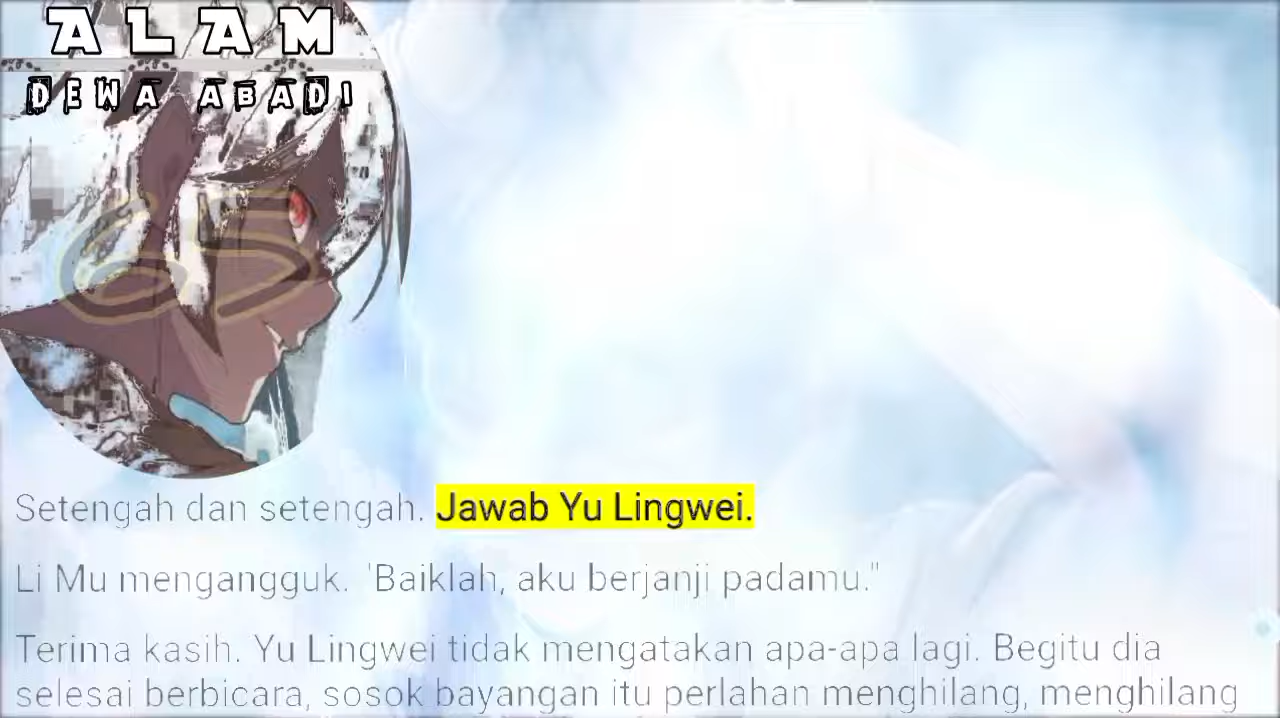 ALAM
DEWA ABADI
Setengah dan setengah. Jawab Yu Lingwei.
Li Mu mengangguk. 'Baiklah, aku berjanji padamu."
Terima kasih. Yu Lingwei tidak mengatakan apa-apa lagi. Begitu dia
selesai berbicara, sosok bayangan itu perlahan menghilang, menghilang